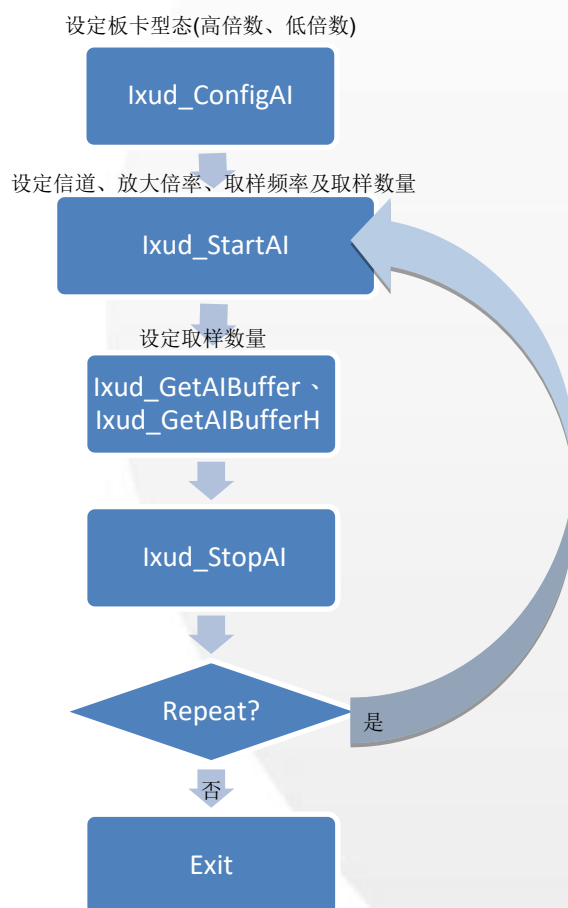 设定板卡型态(高倍数、低倍数)
Ixud_ConfigAI
设定信道、放大倍率、取样频率及取样数量
Ixud_StartAI
设定取样数量
Ixud_GetAIBuffer、
Ixud_GetAIBufferH
Ixud_StopAI
Repeat?
是
否
Exit